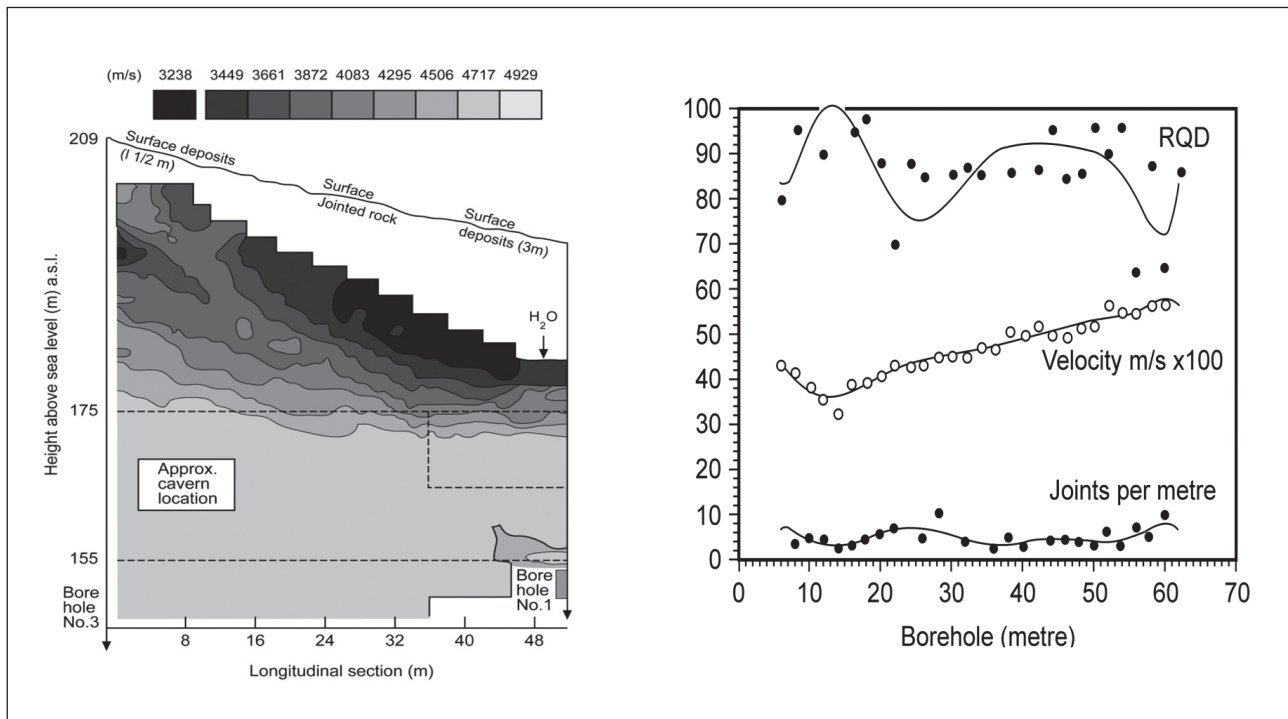 (m/s) 3238 3449 3661 3872 4083 4295 4506 4717 4929
209
Surface deposits
(I 1/2 m)
Surface
Jointed rock
Surface
deposits (3m)
H2O
Height above sea level (m) a.s.l.
175
Approx.
cavern
location
155
Bore
hole
No.3
Bore
hole
No.1
8 16 24 32 40 48
Longitudinal section (m)
100
90
80
70
60
50
40
30
20
10
0
RQD
Velocity m/s x100
Joints per metre
0 10 20 30 40 50 60 70
Borehole (metre)